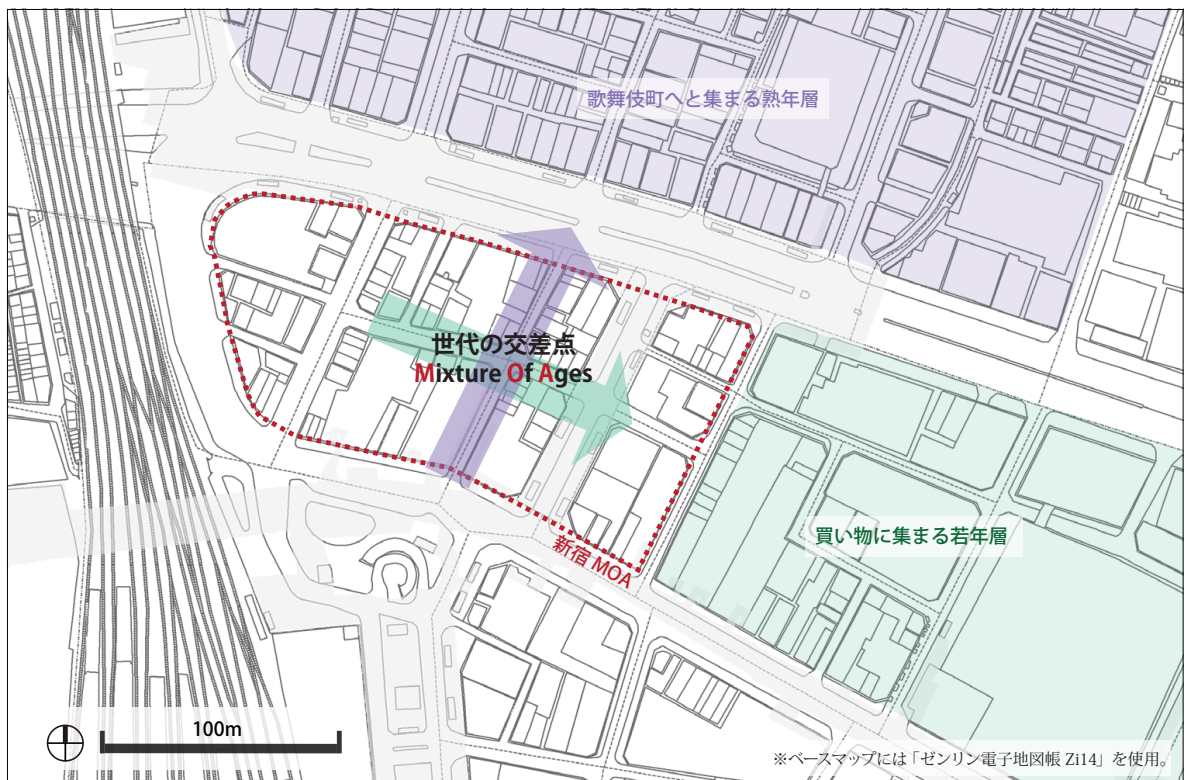 歌舞伎町へと集まる熟年層
世代の交差点
Mixture Of Ages
買い物に集まる若年層
新宿 MOA
100m
※ベースマップには「ゼンリン電子地図帳 Zi14」を使用。